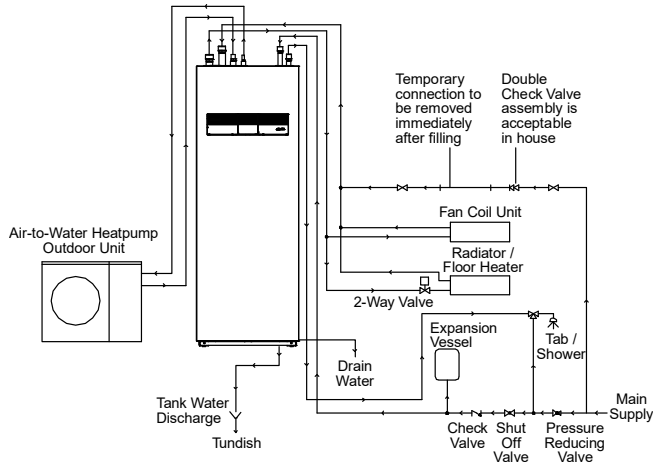 Temporary
connection to
be removed
immediately
after filling
Double
Check Valve
assembly is
acceptable
in house
Fan Coil Unit
Air-to-Water Heatpump
Outdoor Unit
Radiator /
Floor Heater
2-Way Valve
Expansion
Vessel
Tab /
Shower
Drain
Water
Tank Water
Discharge
Tundish
Main
Supply
Check
Valve
Shut
Off
Valve
Pressure
Reducing
Valve